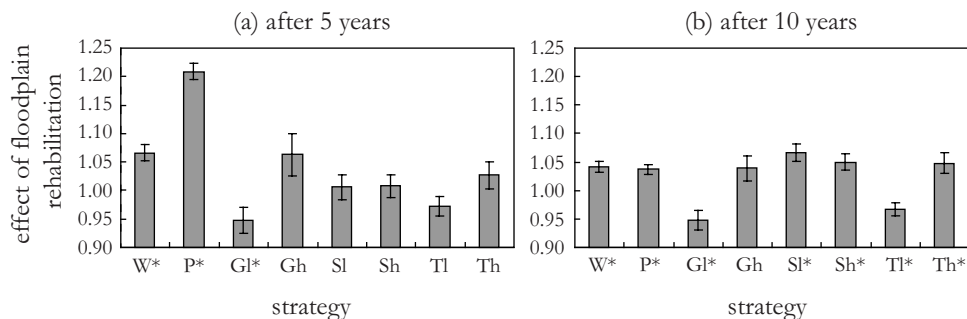 (a) after 5 years
(b) after 10 years
effect of floodplain
rehabilitation
1.25
1.20
1.15
1.10
1.05
1.00
0.95
0.90
W* P* Gl* Gh Sl Sh Tl Th
strategy
1.25
1.20
1.15
1.10
1.05
1.00
0.95
0.90
W* P* Gl* Gh Sl* Sh* Tl* Th*
strategy